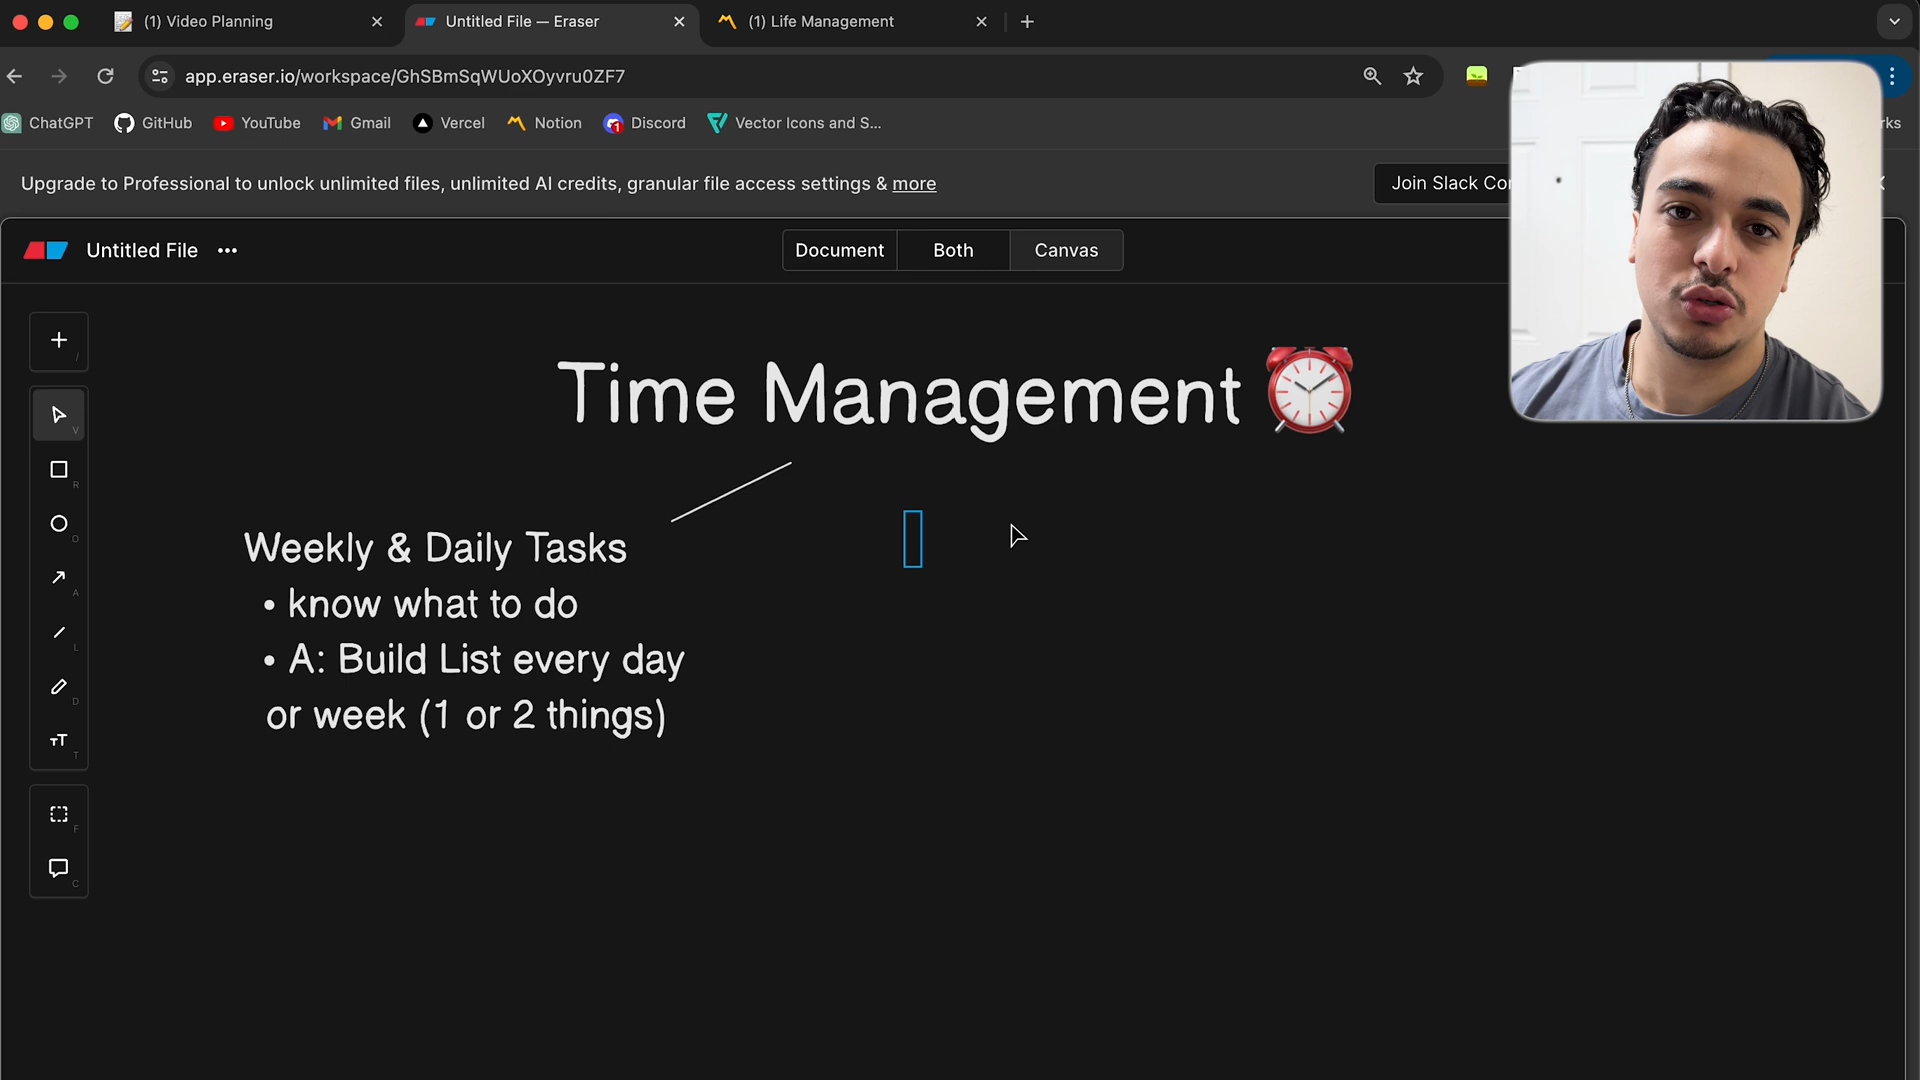 (1) Video Planning
Untitled File — Eraser
(1) Life Management
app.eraser.io/workspace/GhSBmSqWUoXOyvru0ZF7
ChatGPT
GitHub
YouTube
Gmail
Vercel
Notion
Discord
Vector Icons and S...
Upgrade to Professional to unlock unlimited files, unlimited AI credits, granular file access settings & more
Join Slack
Untitled File
Document
Both
Canvas
/
V
R
O
A
L
D
T
F
C
Time Management
Weekly & Daily Tasks
• know what to do
• A: Build List every day
or week (1 or 2 things)